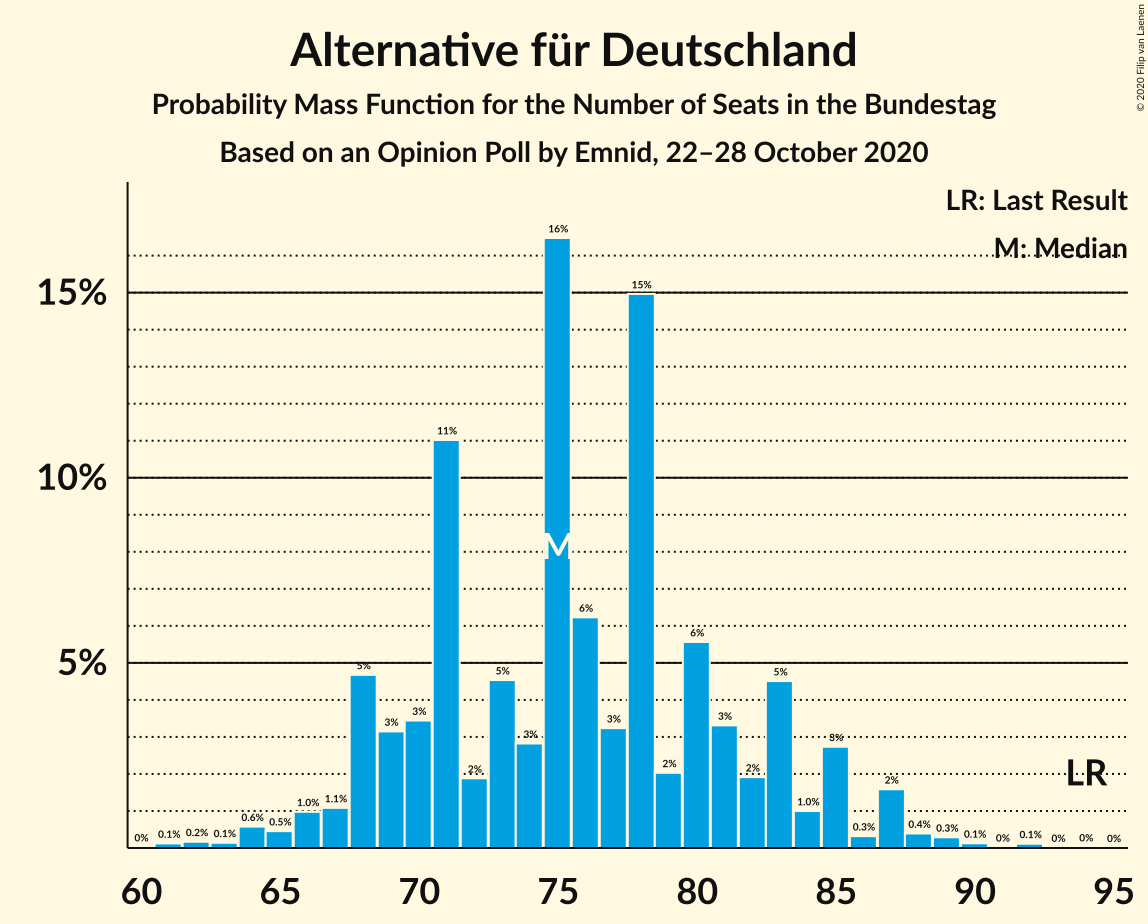 Alternative für Deutschland
Probability Mass Function for the Number of Seats in the Bundestag
Based on an Opinion Poll by Emnid, 22–28 October 2020
© 2020 Filip van Laenen
LR: Last Result
M: Median
15%
10%
5%
0% 0.1% 0.2% 0.1% 0.6% 0.5% 1.0% 1.1% 5% 3% 3% 11% 2% 5% 3% 16% 6% 3% 15% 2% 6% 3% 2% 5% 1.0% 3% 0.3% 2% 0.4% 0.3% 0.1% 0% 0.1% 0% 0% 0%
M
LR
60 65 70 75 80 85 90 95